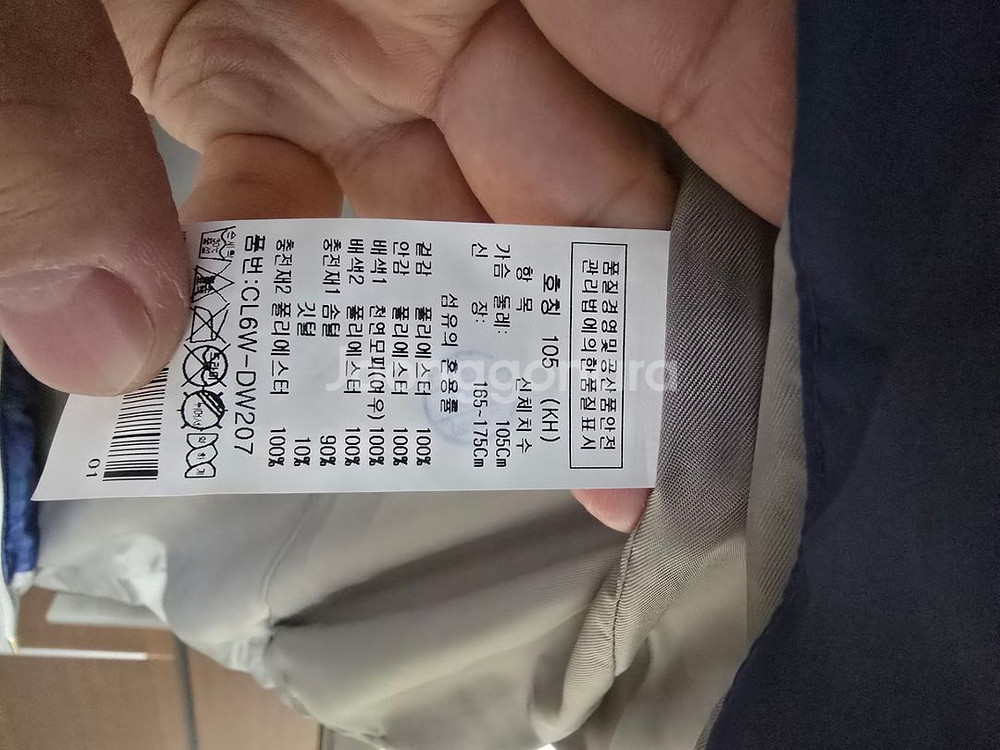 품질경영및공산품안전
관리법에의한품질표시
호칭 105 (KH)
항 목 신체치수
가슴 둘레: 105Cm
신 장: 165~175Cm
섬유의 혼용률
겉감 폴리에스터 100%
안감 폴리에스터 100%
배색1 천연모피(여우) 100%
배색2 폴리에스터 100%
충전재1 솜털 90%
깃털 10%
충전재2 폴리에스터 100%
품번:CL6W-DW207
01
Joonggonara